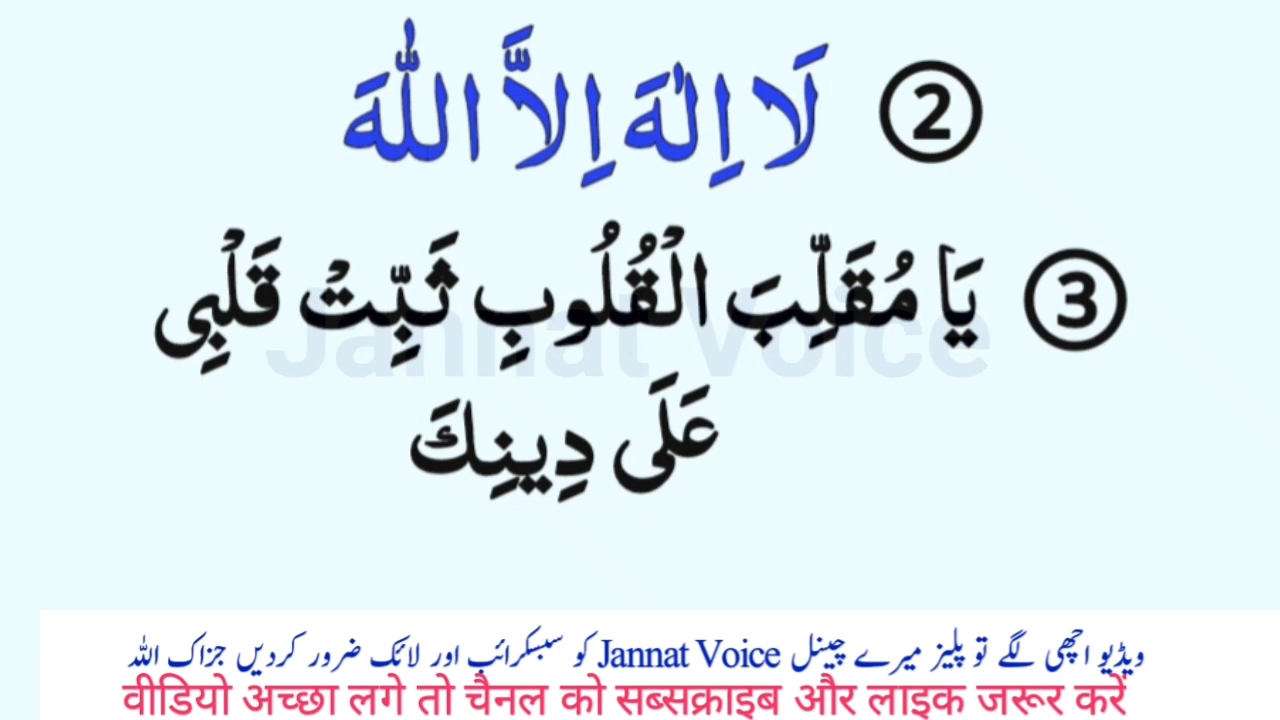 ② لَا اِلٰهَ اِلاَّ اللّٰهَ
③ يَا مُقَلِّبَ الْقُلُوبِ ثَبِّتْ قَلْبِى
عَلَى دِينِكَ
Jannat Voice
ویڈیو اچھی لگے تو پلیز میرے چینل Jannat Voice کو سبسکرائب اور لائک ضرور کردیں جزاک اللہ
वीडियो अच्छा लगे तो चैनल को सब्सक्राइब और लाइक जरूर करें